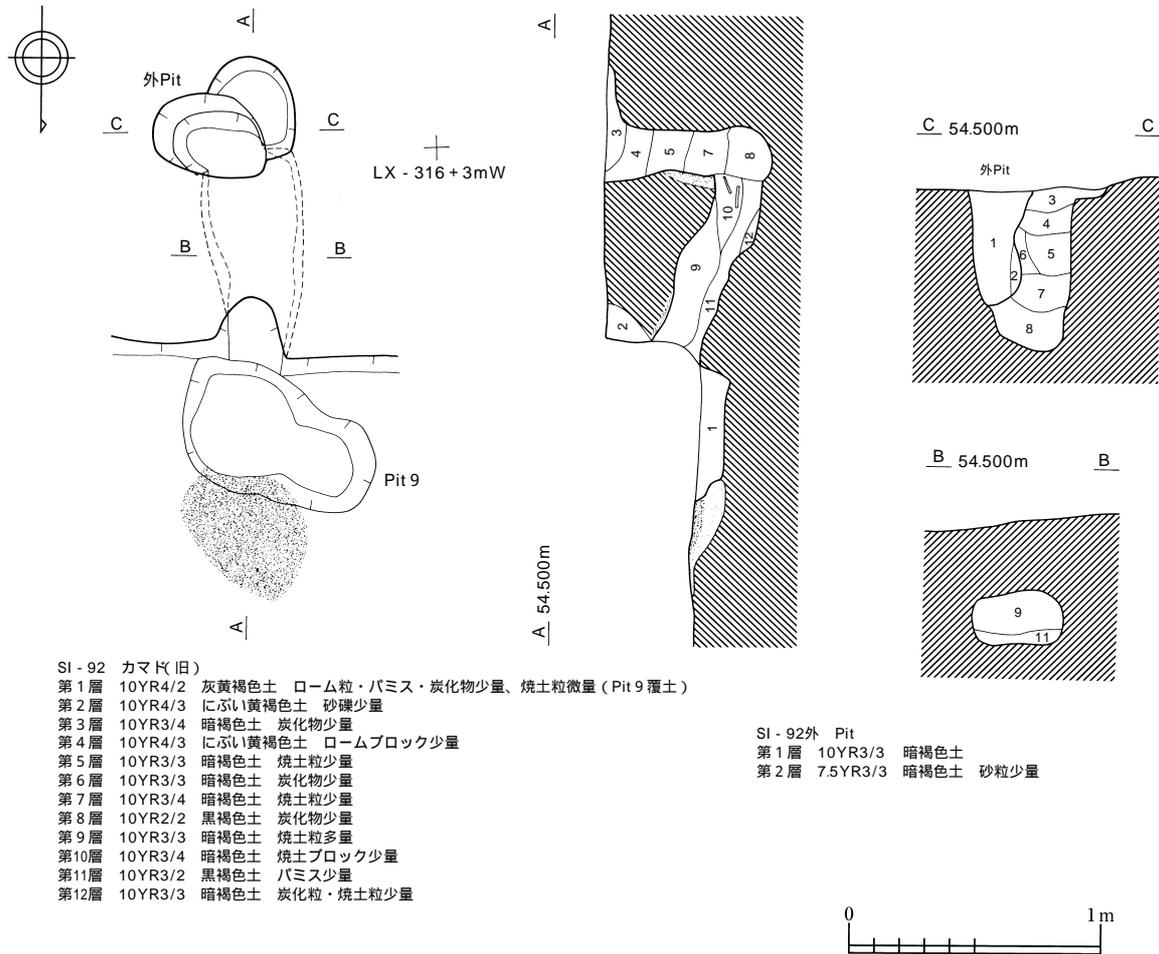 A
A
外Pit
C
C
LX - 316 + 3mW
B
B
Pit 9
A
A 54.500m
3
4
5
7
8
10
12
9
11
2
1
C 54.500m
C
外Pit
3
4
1
6
5
2
7
8
B 54.500m
B
9
11
SI - 92 カマド(旧)
第1層 10YR4/2 灰黄褐色土 ローム粒・パミス・炭化物少量、焼土粒微量(Pit 9覆土)
第2層 10YR4/3 にぶい黄褐色土 砂礫少量
第3層 10YR3/4 暗褐色土 炭化物少量
第4層 10YR4/3 にぶい黄褐色土 ロームブロック少量
第5層 10YR3/3 暗褐色土 焼土粒少量
第6層 10YR3/3 暗褐色土 炭化物少量
第7層 10YR3/4 暗褐色土 焼土粒少量
第8層 10YR2/2 黒褐色土 炭化物少量
第9層 10YR3/3 暗褐色土 焼土粒多量
第10層 10YR3/4 暗褐色土 焼土ブロック少量
第11層 10YR3/2 黒褐色土 パミス少量
第12層 10YR3/3 暗褐色土 炭化粒・焼土粒少量
SI - 92外 Pit
第1層 10YR3/3 暗褐色土
第2層 7.5YR3/3 暗褐色土 砂粒少量
0 1m